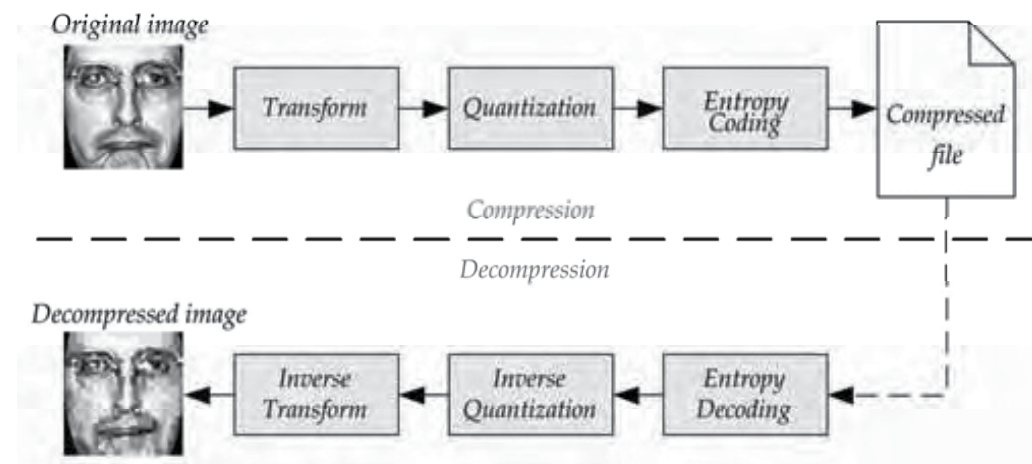 Original image
Transform
Quantization
Entropy
Coding
Compressed
file
Compression
Decompression
Decompressed image
Inverse
Transform
Inverse
Quantization
Entropy
Decoding